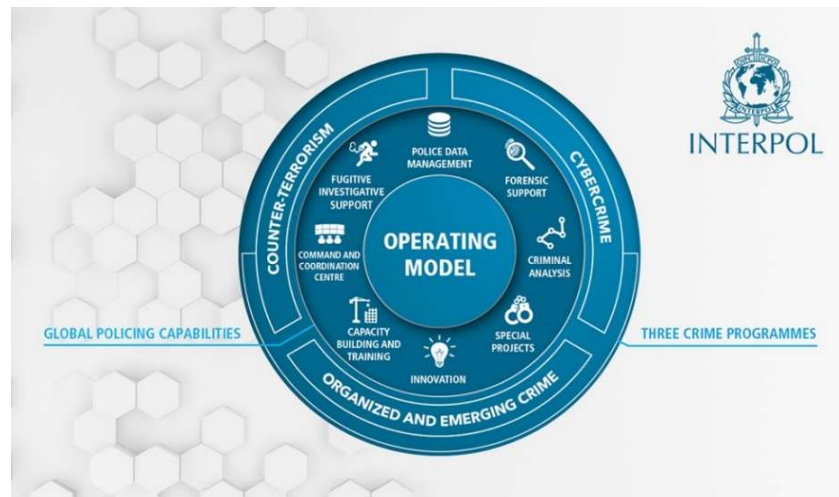 INTERPOL
OPERATING
MODEL
COUNTER-TERRORISM
CYBERCRIME
ORGANIZED AND EMERGING CRIME
POLICE DATA
MANAGEMENT
FORENSIC
SUPPORT
CRIMINAL
ANALYSIS
SPECIAL
PROJECTS
INNOVATION
CAPACITY
BUILDING AND
TRAINING
COMMAND AND
COORDINATION
CENTRE
FUGITIVE
INVESTIGATIVE
SUPPORT
GLOBAL POLICING CAPABILITIES
THREE CRIME PROGRAMMES